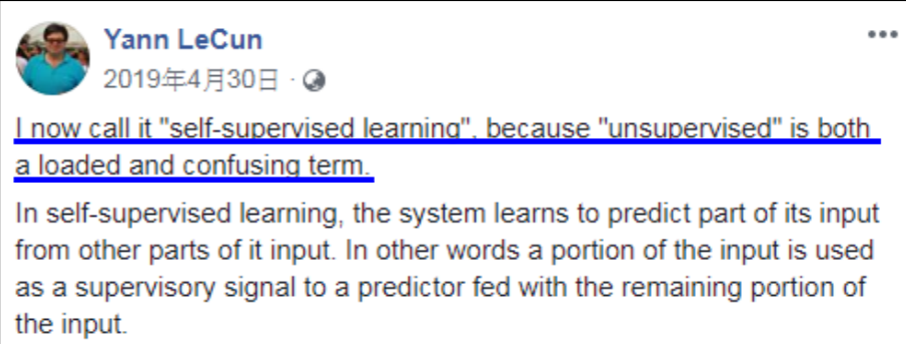 Yann LeCun
2019年4月30日 ·
I now call it "self-supervised learning", because "unsupervised" is both
a loaded and confusing term.
In self-supervised learning, the system learns to predict part of its input
from other parts of it input. In other words a portion of the input is used
as a supervisory signal to a predictor fed with the remaining portion of
the input.